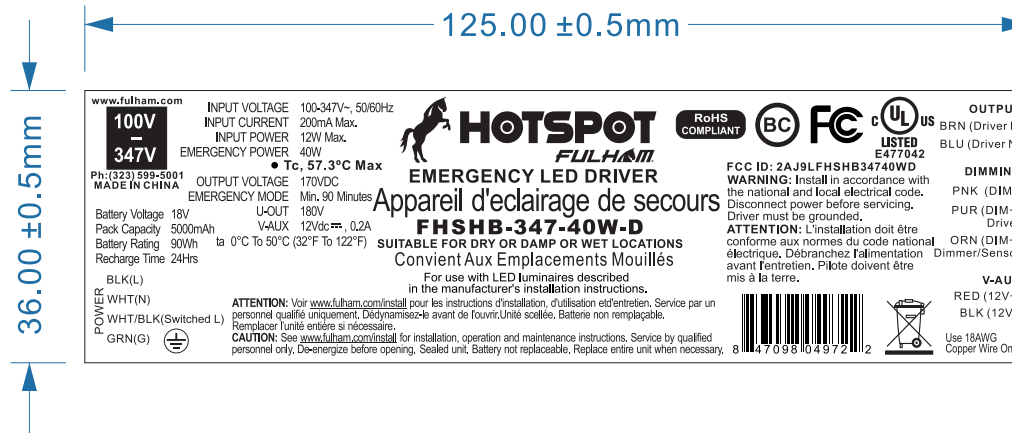 125.00 ±0.5mm
36.00 ±0.5mm
www.fulham.com
100V
–
347V
Ph:(323) 599-5001
MADE IN CHINA
INPUT VOLTAGE 100-347V~, 50/60Hz
INPUT CURRENT 200mA Max.
INPUT POWER 12W Max.
EMERGENCY POWER 40W
• Tc, 57.3ºC Max
OUTPUT VOLTAGE 170VDC
EMERGENCY MODE Min. 90 Minutes
U-OUT 180V
V-AUX 12Vdc⎓, 0.2A
ta 0°C To 50°C (32°F To 122°F)
Battery Voltage 18V
Pack Capacity 5000mAh
Battery Rating 90Wh
Recharge Time 24Hrs
POWER
BLK(L)
WHT(N)
WHT/BLK(Switched L)
GRN(G)
HOTSPOT
FULHAM
EMERGENCY LED DRIVER
Appareil d'eclairage de secours
FHSHB-347-40W-D
SUITABLE FOR DRY OR DAMP OR WET LOCATIONS
Convient Aux Emplacements Mouillés
For use with LED luminaires described
in the manufacturer's installation instructions.
ATTENTION: Voir www.fulham.com/install pour les instructions d'installation, d'utilisation etd'entretien. Service par un
personnel qualifié uniquement. Dédynamisez-le avant de l'ouvrir.Unité scellée. Batterie non remplaçable.
Remplacer l'unité entière si nécessaire.
CAUTION: See www.fulham.com/install for installation, operation and maintenance instructions. Service by qualified
personnel only, De-energize before opening, Sealed unit, Battery not replaceable, Replace entire unit when necessary.
RoHS
COMPLIANT
BC
FC
C UL US
LISTED
E477042
FCC ID: 2AJ9LFHSHB34740WD
WARNING: Install in accordance with
the national and local electrical code.
Disconnect power before servicing.
Driver must be grounded.
ATTENTION: L'installation doit être
conforme aux normes du code national
électrique. Débranchez l'alimentation
avant l'entretien. Pilote doivent être
mis à la terre.
8 47098 04972 2
OUTPU
BRN (Driver
BLU (Driver
DIMMIN
PNK (DIM
PUR (DIM-
Drive
ORN (DIM-
Dimmer/Senso
V-AU
RED (12V
BLK (12V
Use 18AWG
Copper Wire On